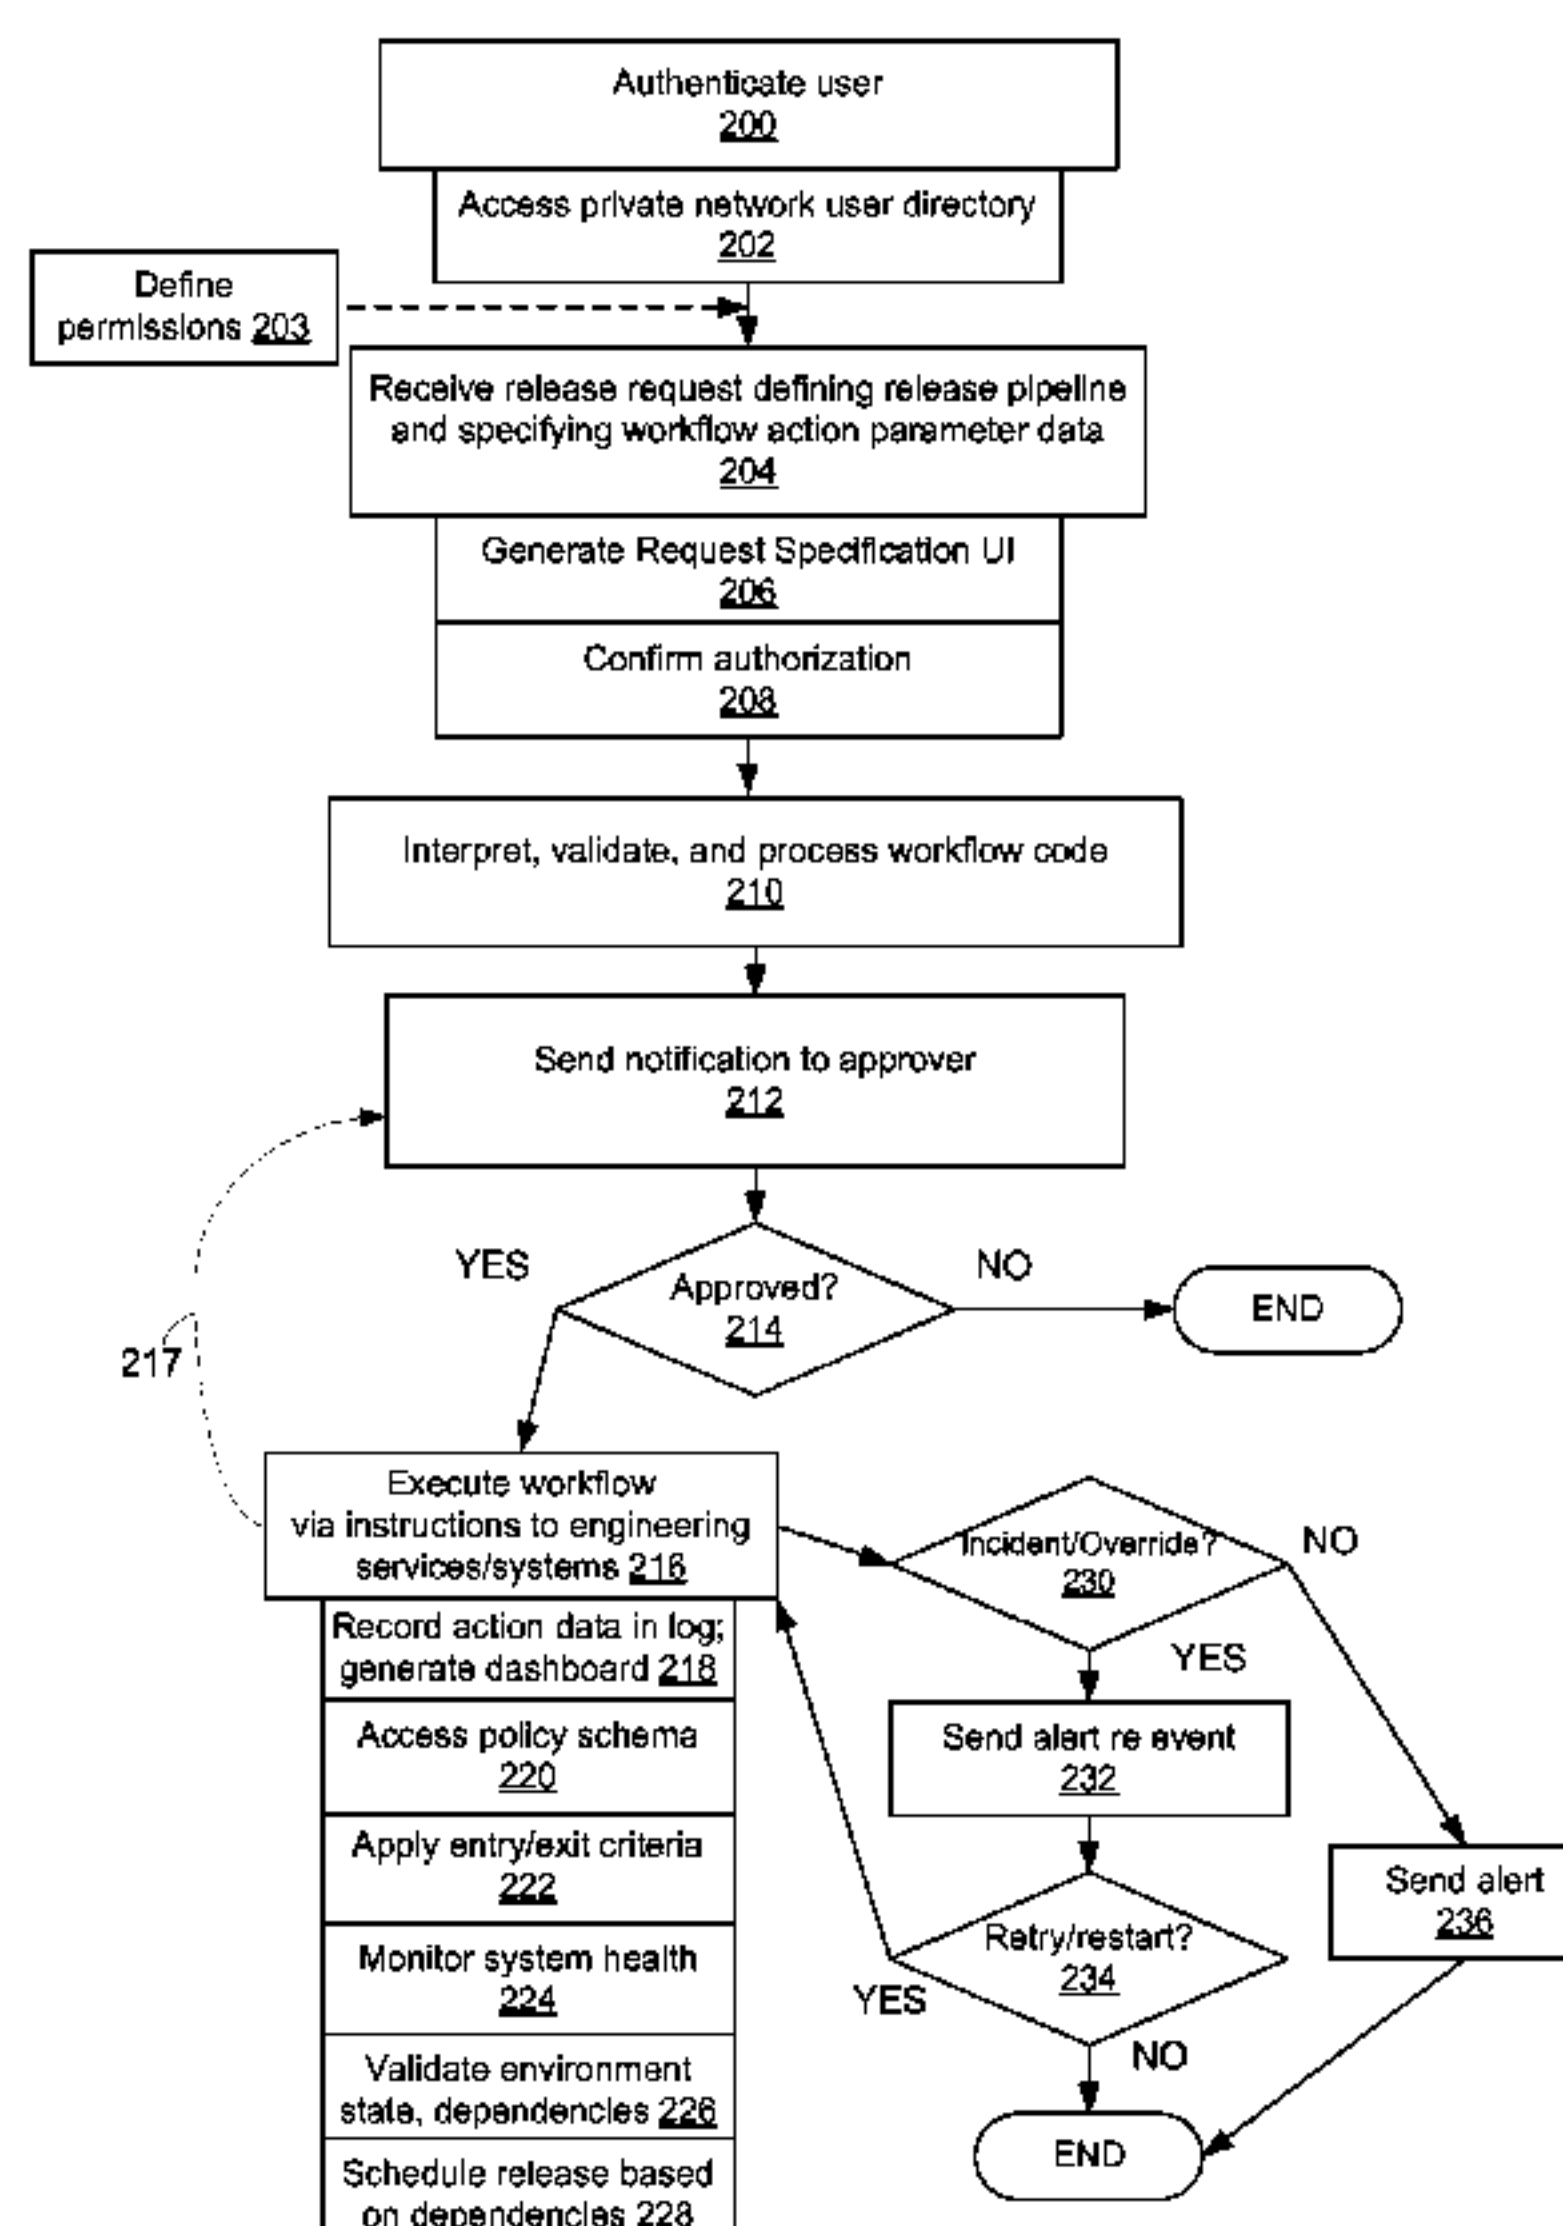 Authenticate user
200
Access private network user directory
202
Define
permissions 203
Receive release request defining release pipeline
and specifying workflow action parameter data
204
Generate Request Specification UI
206
Confirm authorization
208
Interpret, validate, and process workflow code
210
Send notification to approver
212
YES
Approved?
214
NO
END
217
Execute workflow
via instructions to engineering
services/systems 216
Incident/Override?
230
NO
YES
Record action data in log;
generate dashboard 218
Access policy schema
220
Send alert re event
232
Apply entry/exit criteria
222
Send alert
236
Monitor system health
224
Retry/restart?
234
YES
NO
Validate environment
state, dependencies 226
END
Schedule release based
on dependencies 228